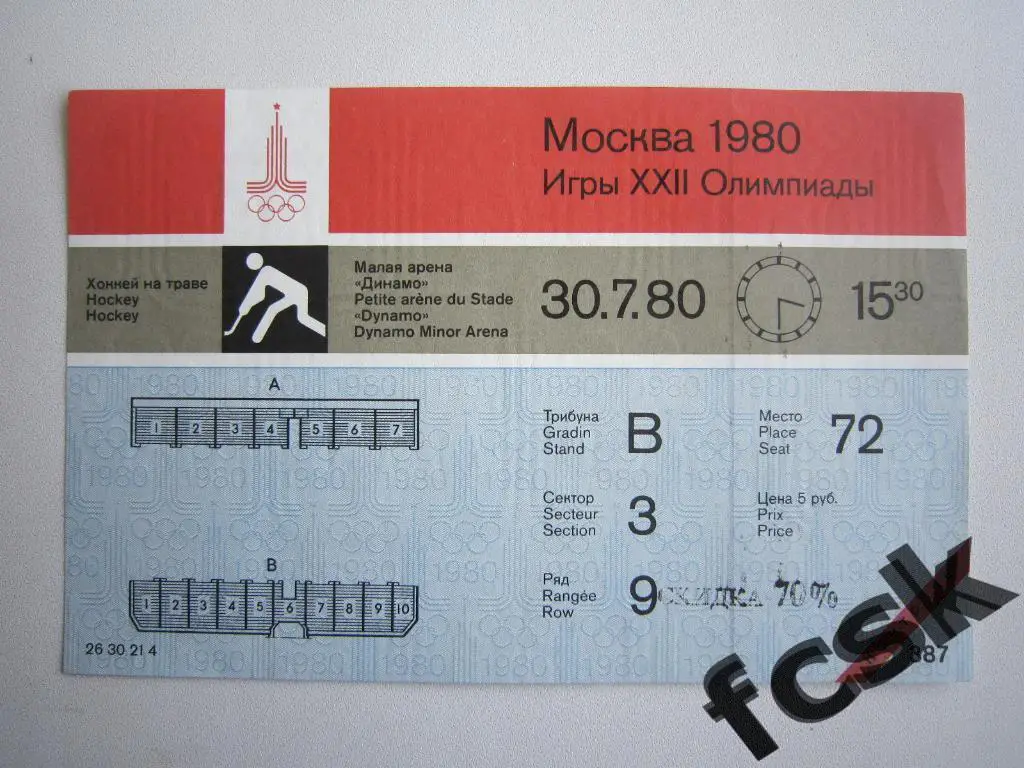 Москва 1980
Игры XXII Олимпиады
Хоккей на траве
Hockey
Hockey
Малая арена
«Динамо»
Petite arène du Stade
«Dynamo»
Dynamo Minor Arena
30.7.80
15 30
A
1 2 3 4 5 6 7
B
1 2 3 4 5 6 7 8 9 10
26 30 21 4
Трибуна
Gradin
Stand
B
Место
Place
Seat
72
Сектор
Secteur
Section
3
Цена 5 руб.
Prix
Price
Ряд
Rangée
Row
9
СКИДКА 70%
387
fcsk